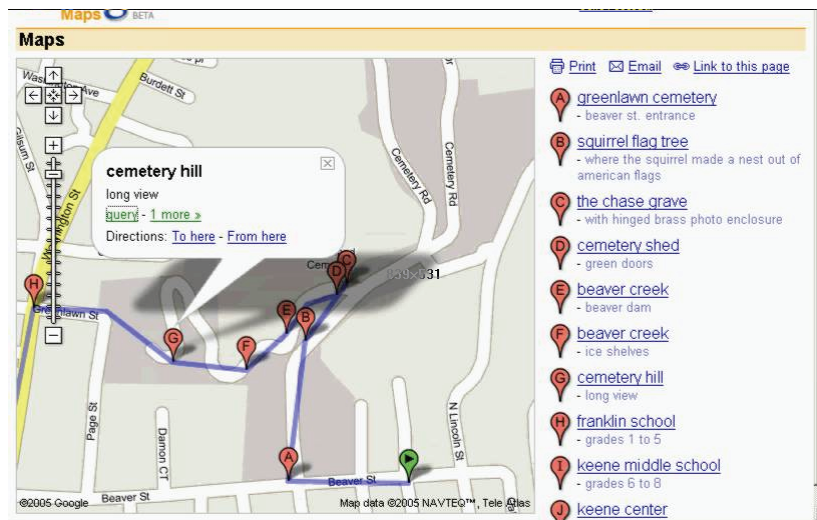 Maps BETA
Maps
Print Email Link to this page
A greenlawn cemetery
- beaver st. entrance
B squirrel flag tree
- where the squirrel made a nest out of
american flags
C the chase grave
- with hinged brass photo enclosure
D cemetery shed
- green doors
E beaver creek
- beaver dam
F beaver creek
- ice shelves
G cemetery hill
- long view
H franklin school
- grades 1 to 5
I keene middle school
- grades 6 to 8
J keene center
Burdett St
Gilsum St
Cemetery Rd
Cemetery Rd
cemetery hill
long view
query - 1 more »
Directions: To here - From here
C
D
H
E
B
G
F
Page St
Damon CT
N Lincoln St
A
Beaver St
Beaver St
©2005 Google
Map data ©2005 NAVTEQ™, Tele Atlas